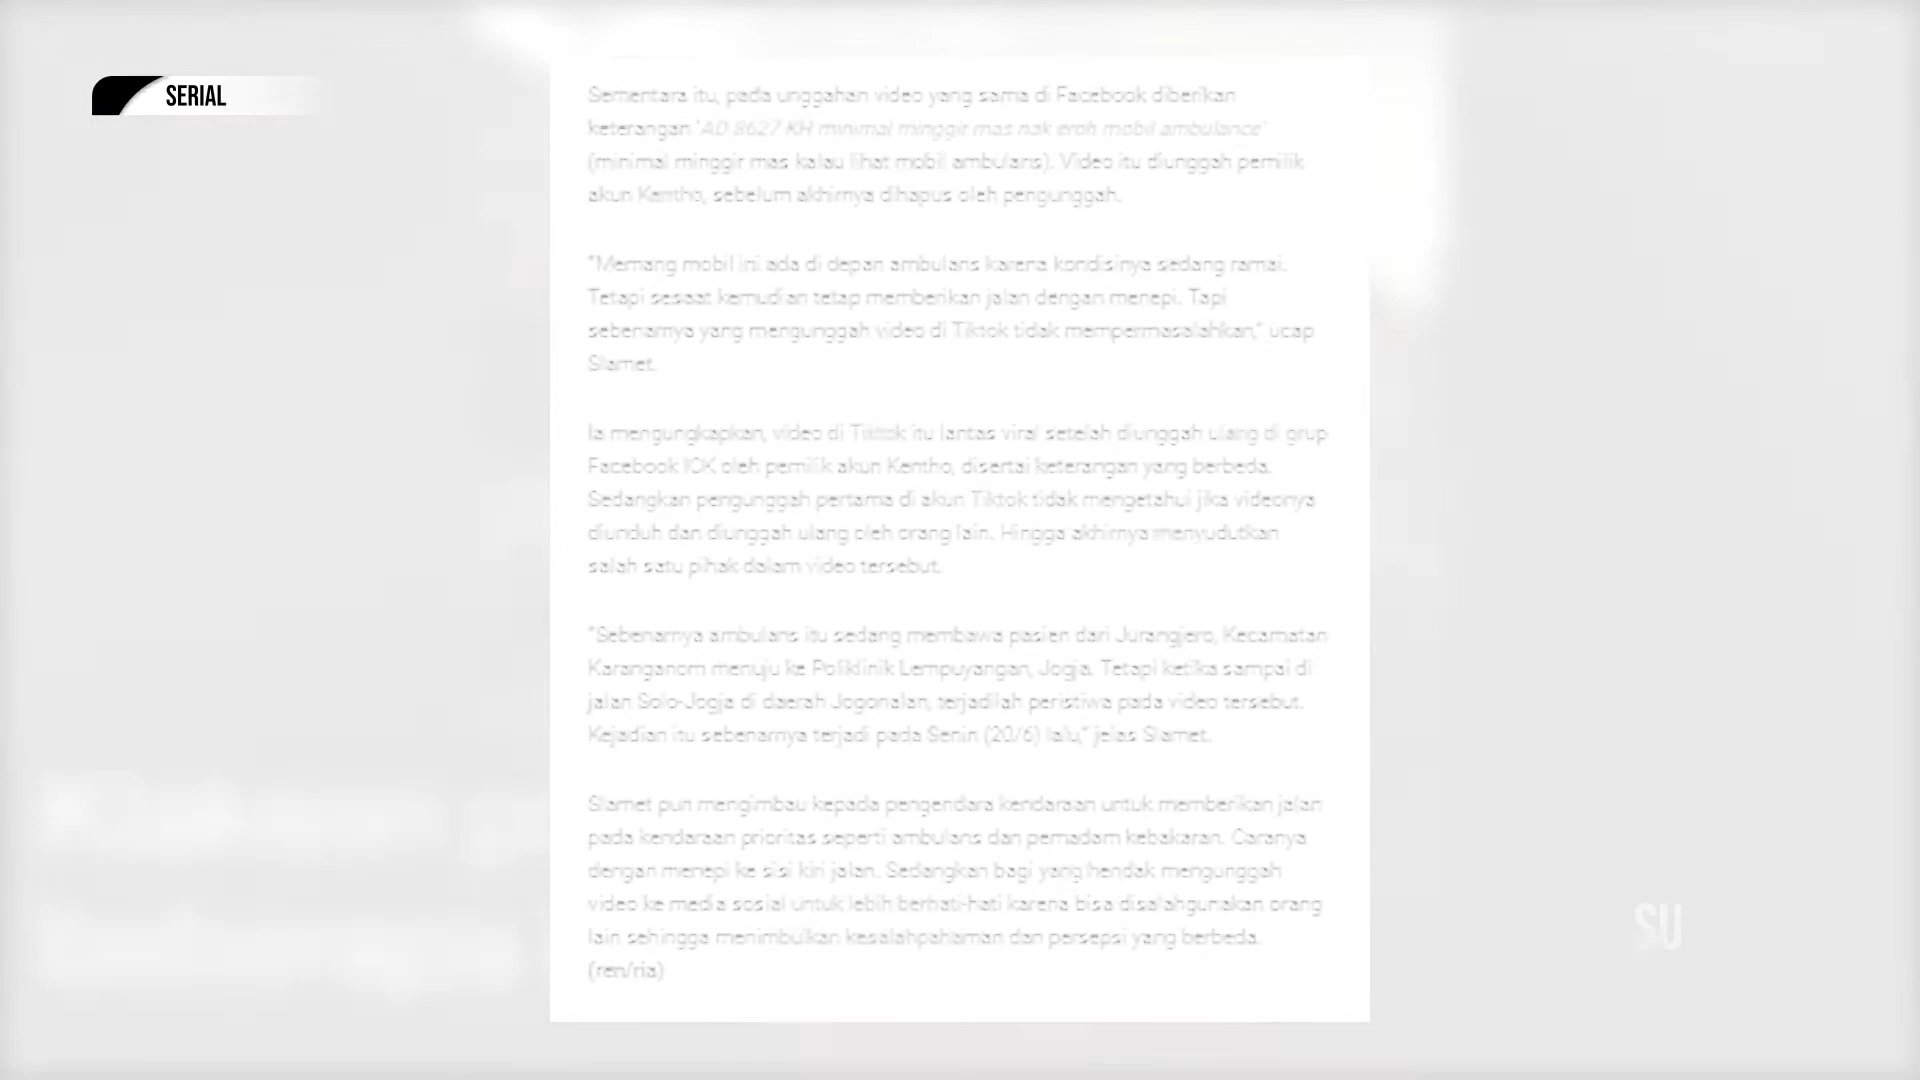 SERIAL
Sementara itu, pada unggahan video yang sama di Facebook diberikan
keterangan 'AD 8627 KH minimal minggir mas nak eroh mobil ambulance'
(minimal minggir mas kalau lihat mobil ambulans). Video itu diunggah pemilik
akun Kentho, sebelum akhirnya dihapus oleh pengunggah.
"Memang mobil ini ada di depan ambulans karena kondisinya sedang ramai.
Tetapi sesaat kemudian tetap memberikan jalan dengan menepi. Tapi
sebenarnya yang mengunggah video di Tiktok tidak mempermasalahkan," ucap
Slamet.
Ia mengungkapkan, video di Tiktok itu lantas viral setelah diunggah ulang di grup
Facebook IOK oleh pemilik akun Kentho, disertai keterangan yang berbeda.
Sedangkan pengunggah pertama di akun Tiktok tidak mengetahui jika videonya
diunduh dan diunggah ulang oleh orang lain. Hingga akhirnya menyudutkan
salah satu pihak dalam video tersebut.
"Sebenarnya ambulans itu sedang membawa pasien dari Jurangjero, Kecamatan
Karanganom menuju ke Poliklinik Lempuyangan, Jogja. Tetapi ketika sampai di
jalan Solo-Jogja di daerah Jogonalan, terjadilah peristiwa pada video tersebut.
Kejadian itu sebenarnya terjadi pada Senin (20/6) lalu," jelas Slamet.
Slamet pun mengimbau kepada pengendara kendaraan untuk memberikan jalan
pada kendaraan prioritas seperti ambulans dan pemadam kebakaran. Caranya
dengan menepi ke sisi kiri jalan. Sedangkan bagi yang hendak mengunggah
video ke media sosial untuk lebih berhati-hati karena bisa disalahgunakan orang
lain sehingga menimbulkan kesalahpahaman dan persepsi yang berbeda.
(ren/ria)
SU